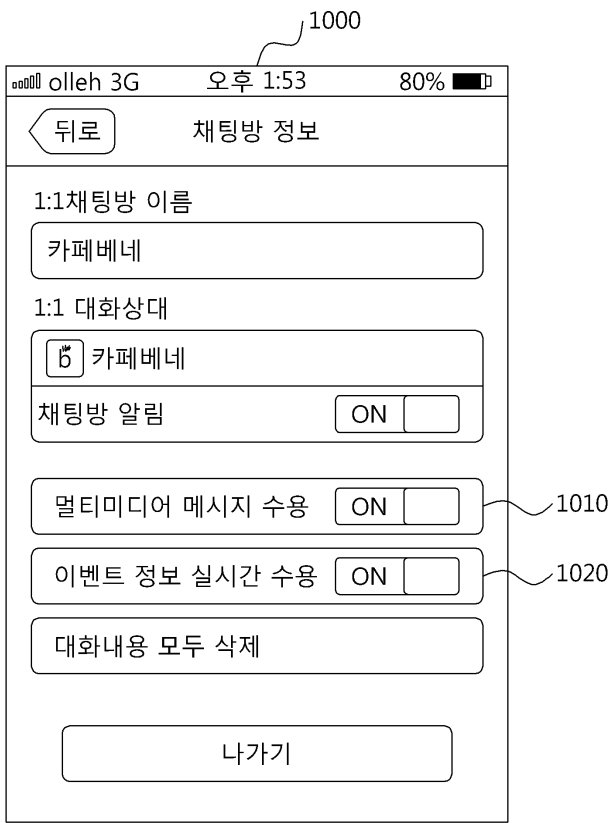 1000
olleh 3G 오후 1:53 80%
뒤로 채팅방 정보
1:1채팅방 이름
카페베네
1:1 대화상대
b 카페베네
채팅방 알림 ON
멀티미디어 메시지 수용 ON 1010
이벤트 정보 실시간 수용 ON 1020
대화내용 모두 삭제
나가기